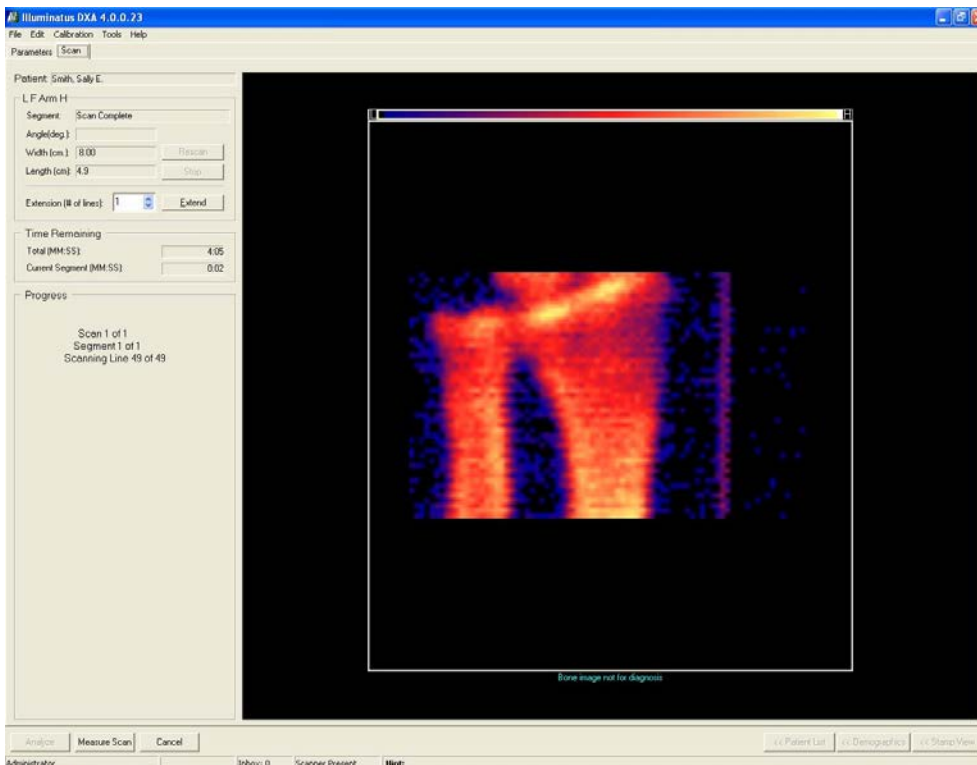 Illuminatus DXA 4.0.0.23
File Edit Calibration Tools Help
Parameters Scan
Patient: Smith, Sally E.
L F Arm H
Segment: Scan Complete
Angle(deg.):
Width (cm.): 8.00 Rescan
Length (cm): 4.9 Stop
Extension (# of lines): 1 Extend
Time Remaining
Total (MM:SS): 4:05
Current Segment (MM:SS) 0:02
Progress
Scan 1 of 1
Segment 1 of 1
Scanning Line 49 of 49
L H
Bone image not for diagnosis
Analyze Measure Scan Cancel << Patient List << Demographics << Stamp View
Administrator Inbox: 0 Scanner Present Hint: